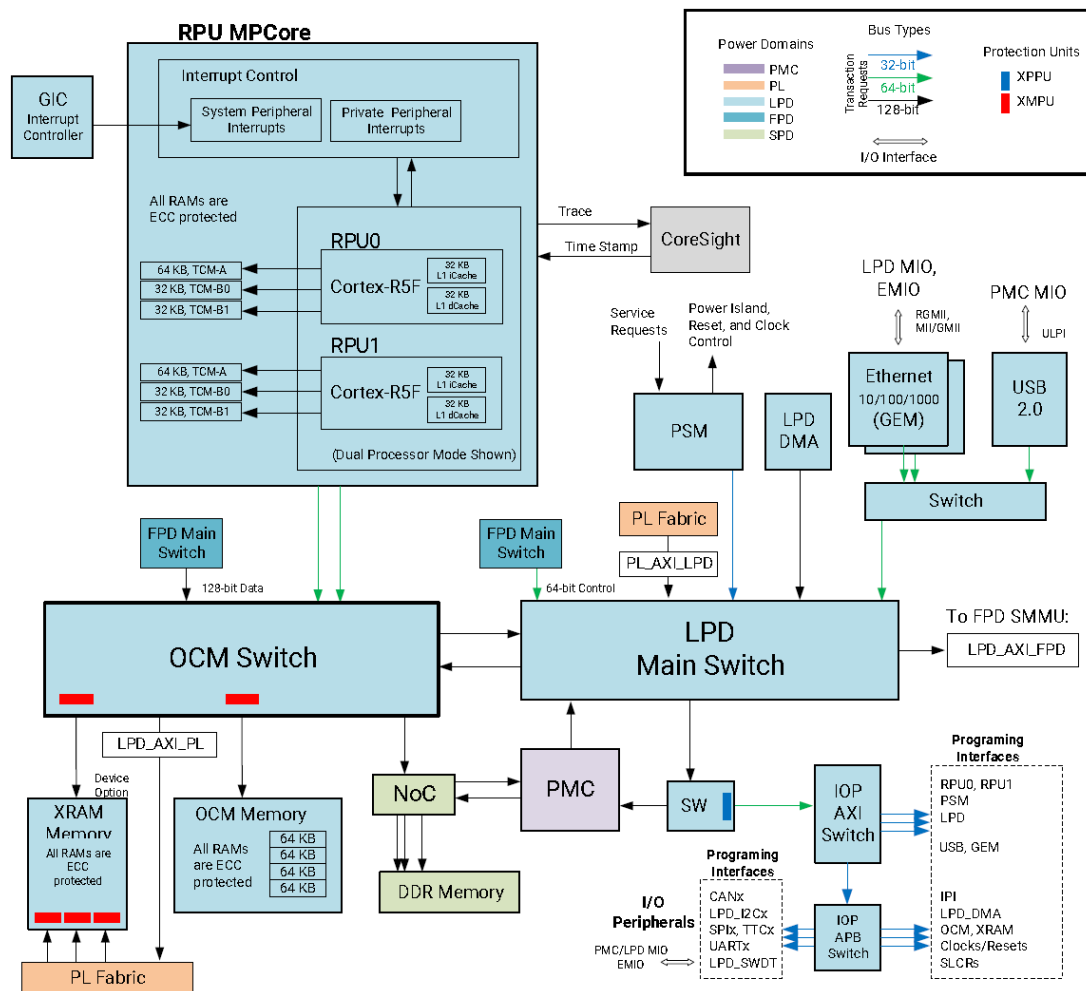 RPU MPCore
Interrupt Control
System Peripheral
Interrupts
Private Peripheral
Interrupts
GIC
Interrupt
Controller
All RAMs are
ECC protected
RPU0
Cortex-R5F
32 KB
L1 iCache
32 KB
L1 dCache
64 KB, TCM-A
32 KB, TCM-B0
32 KB, TCM-B1
RPU1
Cortex-R5F
32 KB
L1 iCache
32 KB
L1 dCache
64 KB, TCM-A
32 KB, TCM-B0
32 KB, TCM-B1
(Dual Processor Mode Shown)
Trace
Time Stamp
CoreSight
Power Domains
PMC
PL
LPD
FPD
SPD
Bus Types
Transaction
Requests
32-bit
64-bit
128-bit
I/O Interface
Protection Units
XPPU
XMPU
Service
Requests
Power Island,
Reset, and Clock
Control
PSM
LPD
DMA
LPD MIO,
EMIO
RGMII,
MII/GMII
Ethernet
10/100/1000
(GEM)
PMC MIO
ULPI
USB
2.0
Switch
FPD Main
Switch
128-bit Data
FPD Main
Switch
64-bit Control
PL Fabric
PL_AXI_LPD
OCM Switch
LPD
Main Switch
To FPD SMMU:
LPD_AXI_FPD
LPD_AXI_PL
Device
Option
XRAM
Memory
All RAMs are
ECC
protected
OCM Memory
All RAMs
are ECC
protected
64 KB
64 KB
64 KB
64 KB
PL Fabric
NoC
DDR Memory
PMC
SW
IOP
AXI
Switch
IOP
APB
Switch
Programing
Interfaces
RPU0, RPU1
PSM
LPD
USB, GEM
IPI
LPD_DMA
OCM, XRAM
Clocks/Resets
SLCRs
Programing
Interfaces
CANx
LPD_I2Cx
SPIx, TTCx
UARTx
LPD_SWDT
I/O
Peripherals
PMC/LPD MIO
EMIO